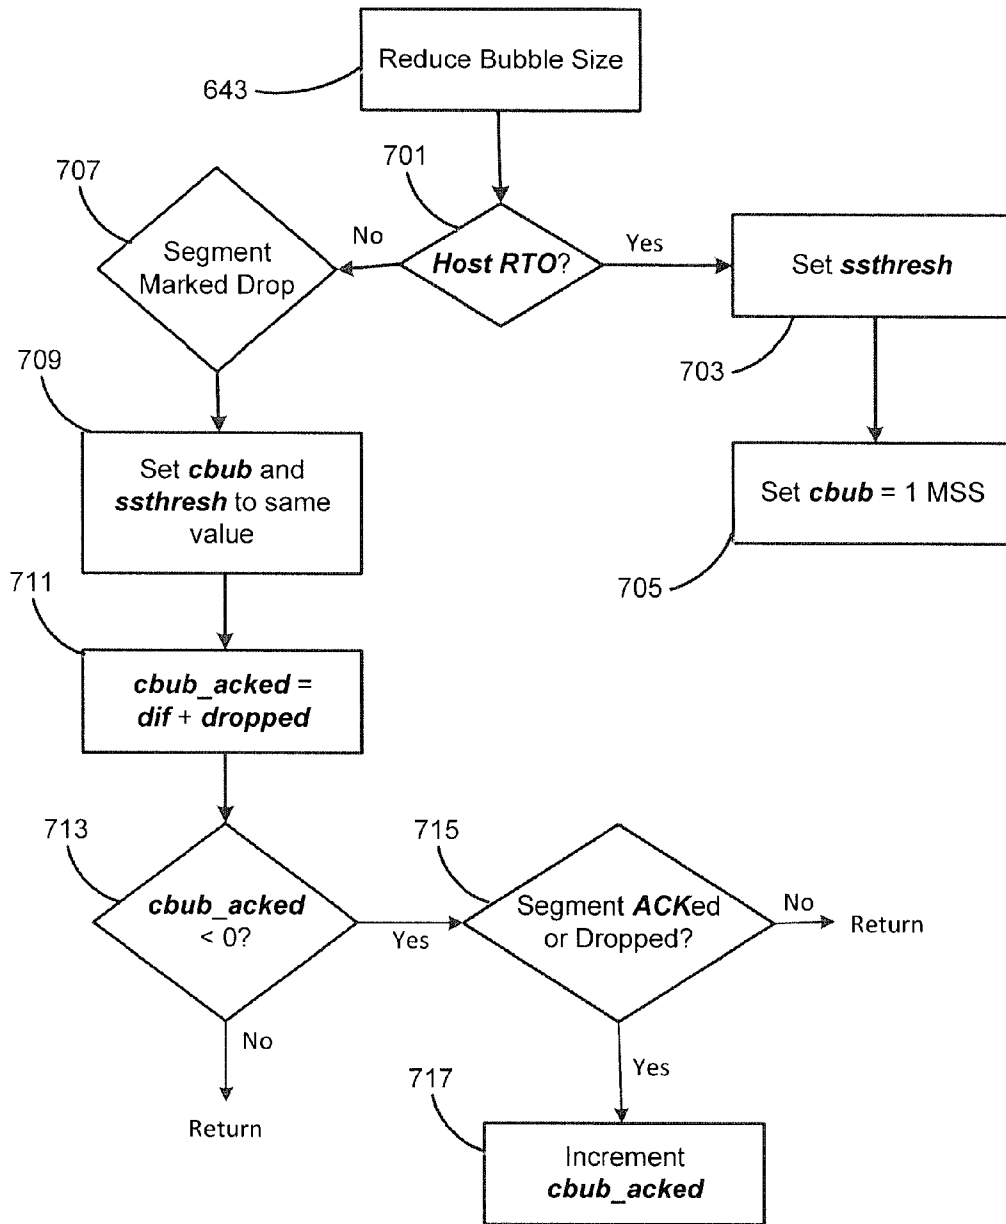 Reduce Bubble Size
643
701
707
No
Yes
Host RTO?
Segment
Marked Drop
Set ssthresh
703
709
Set cbub and
ssthresh to same
value
Set cbub = 1 MSS
705
711
cbub_acked =
dif + dropped
713
715
cbub_acked
< 0?
Yes
Segment ACKed
or Dropped?
No
Return
No
Return
Yes
717
Increment
cbub_acked